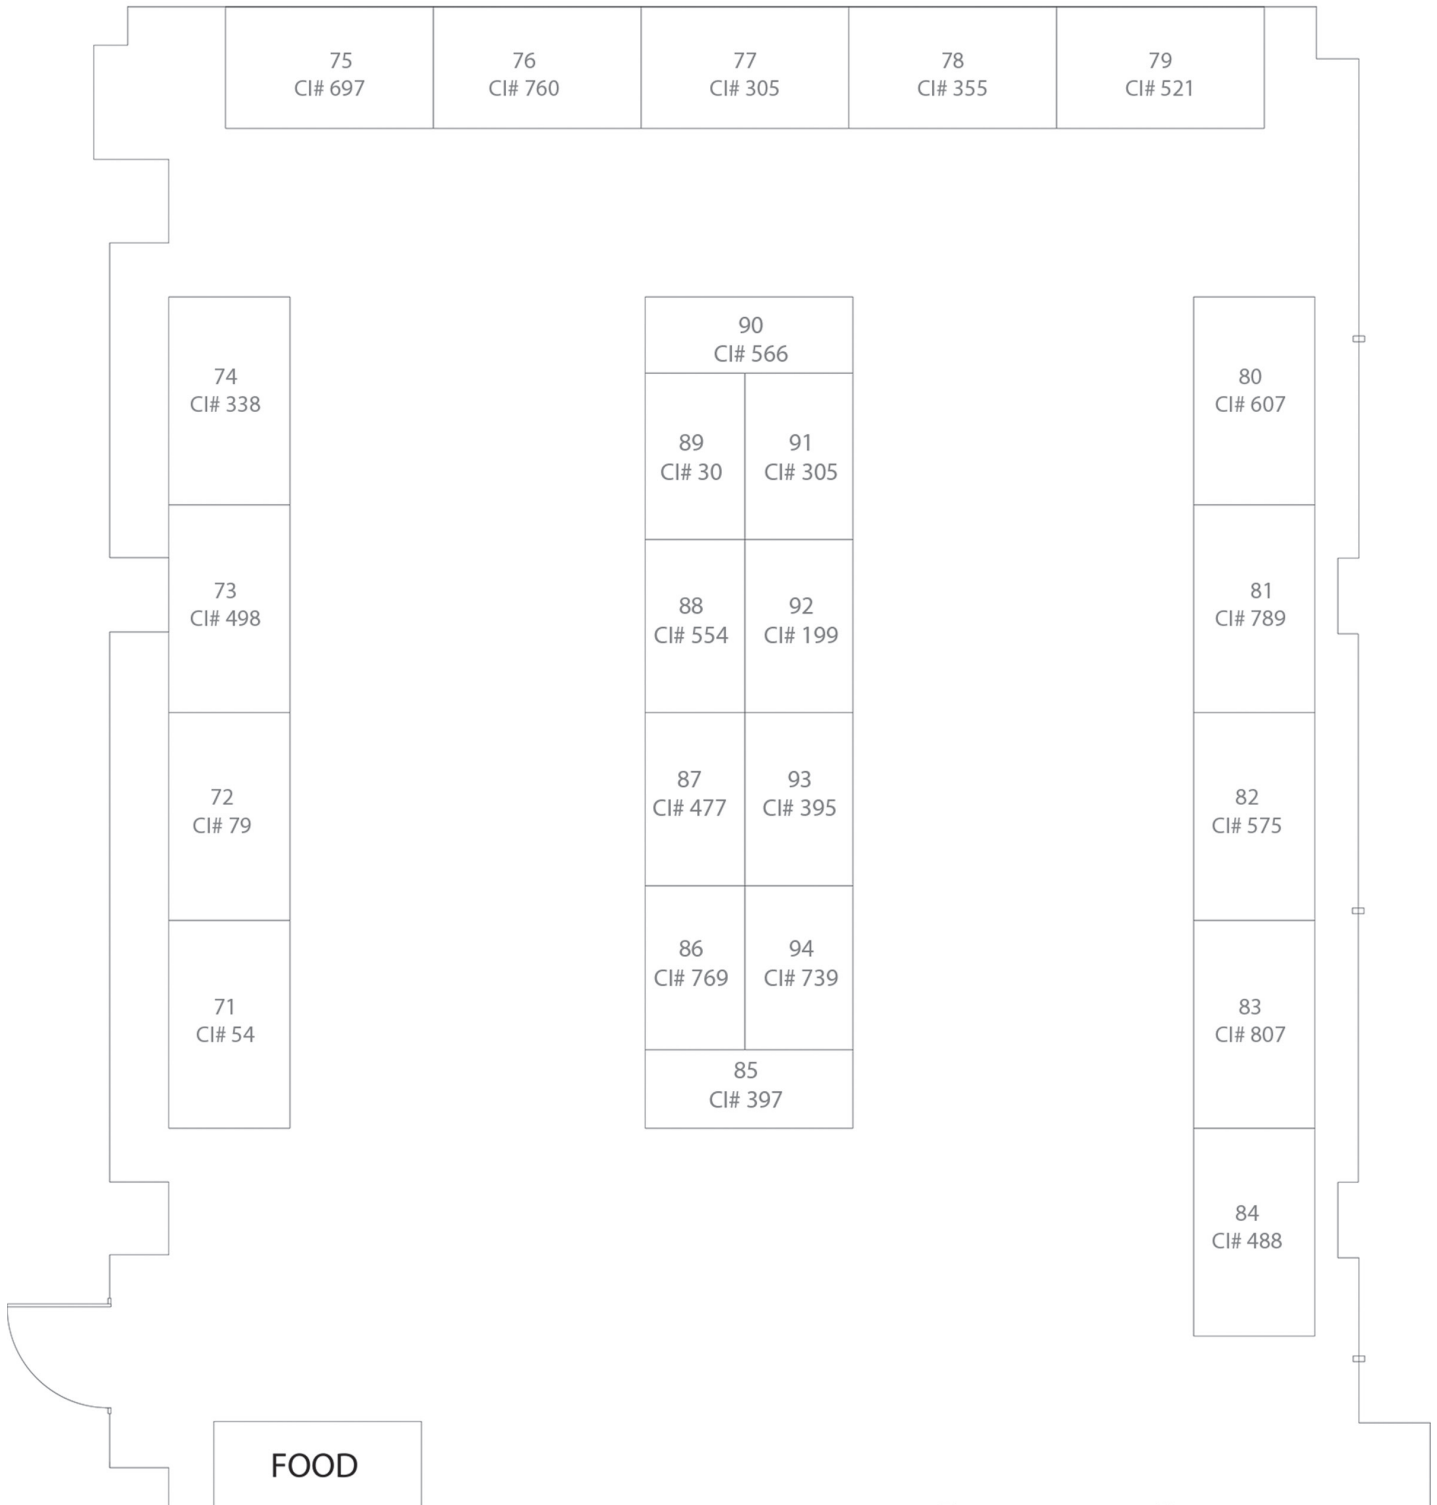 75
CI# 697
76
CI# 760
77
CI# 305
78
CI# 355
79
CI# 521
74
CI# 338
90
CI# 566
80
CI# 607
89
CI# 30
91
CI# 305
73
CI# 498
88
CI# 554
92
CI# 199
81
CI# 789
72
CI# 79
87
CI# 477
93
CI# 395
82
CI# 575
71
CI# 54
86
CI# 769
94
CI# 739
83
CI# 807
85
CI# 397
84
CI# 488
FOOD